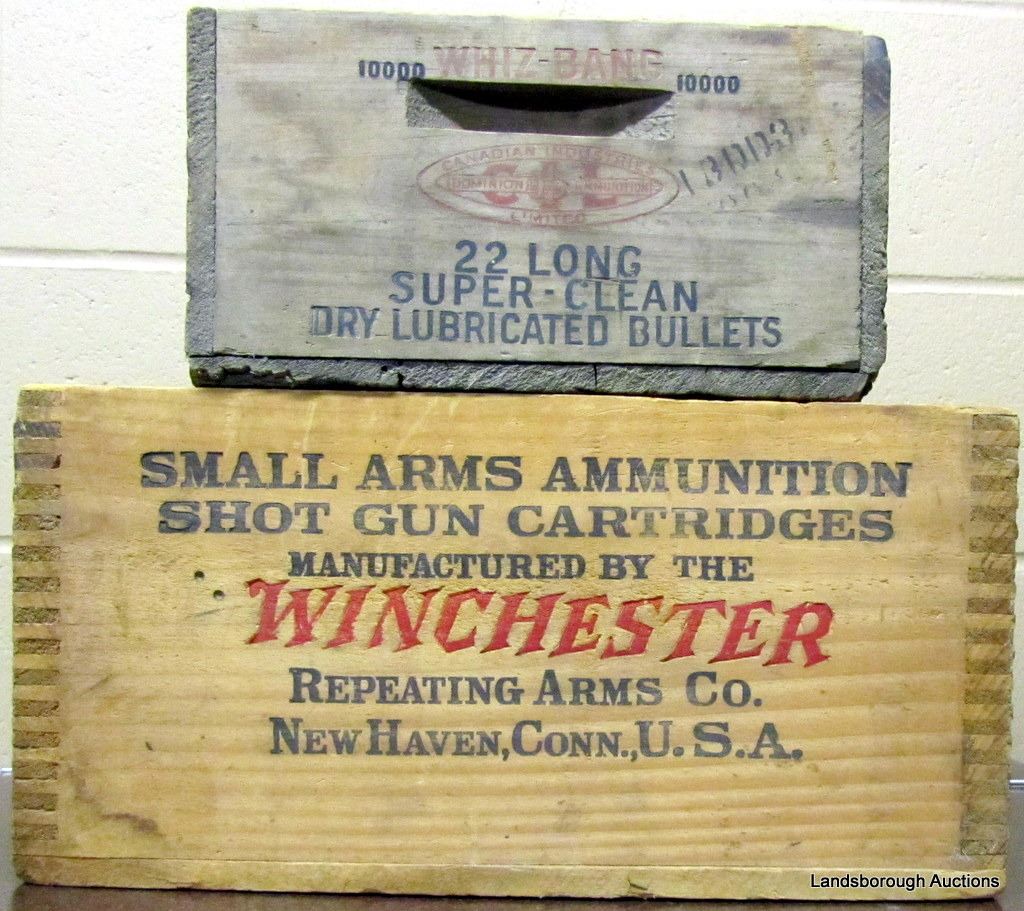 WHIZ-BANG
10000 10000
CANADIAN INDUSTRIES
DOMINION AMMUNITION
C-I-L
LIMITED
22 LONG
SUPER-CLEAN
DRY LUBRICATED BULLETS
SMALL ARMS AMMUNITION
SHOT GUN CARTRIDGES
MANUFACTURED BY THE
WINCHESTER
REPEATING ARMS CO.
NEW HAVEN, CONN., U.S.A.
Landsborough Auctions